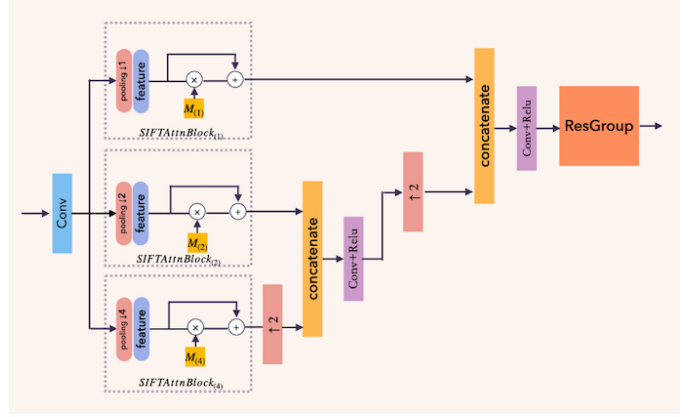 pooling↓1
feature
×
+
M(1)
SIFTAttnBlock(1)
Conv
pooling↓2
feature
×
+
M(2)
SIFTAttnBlock(2)
pooling↓4
feature
×
+
M(4)
SIFTAttnBlock(4)
↑2
concatenate
Conv+Relu
↑2
concatenate
Conv+Relu
ResGroup